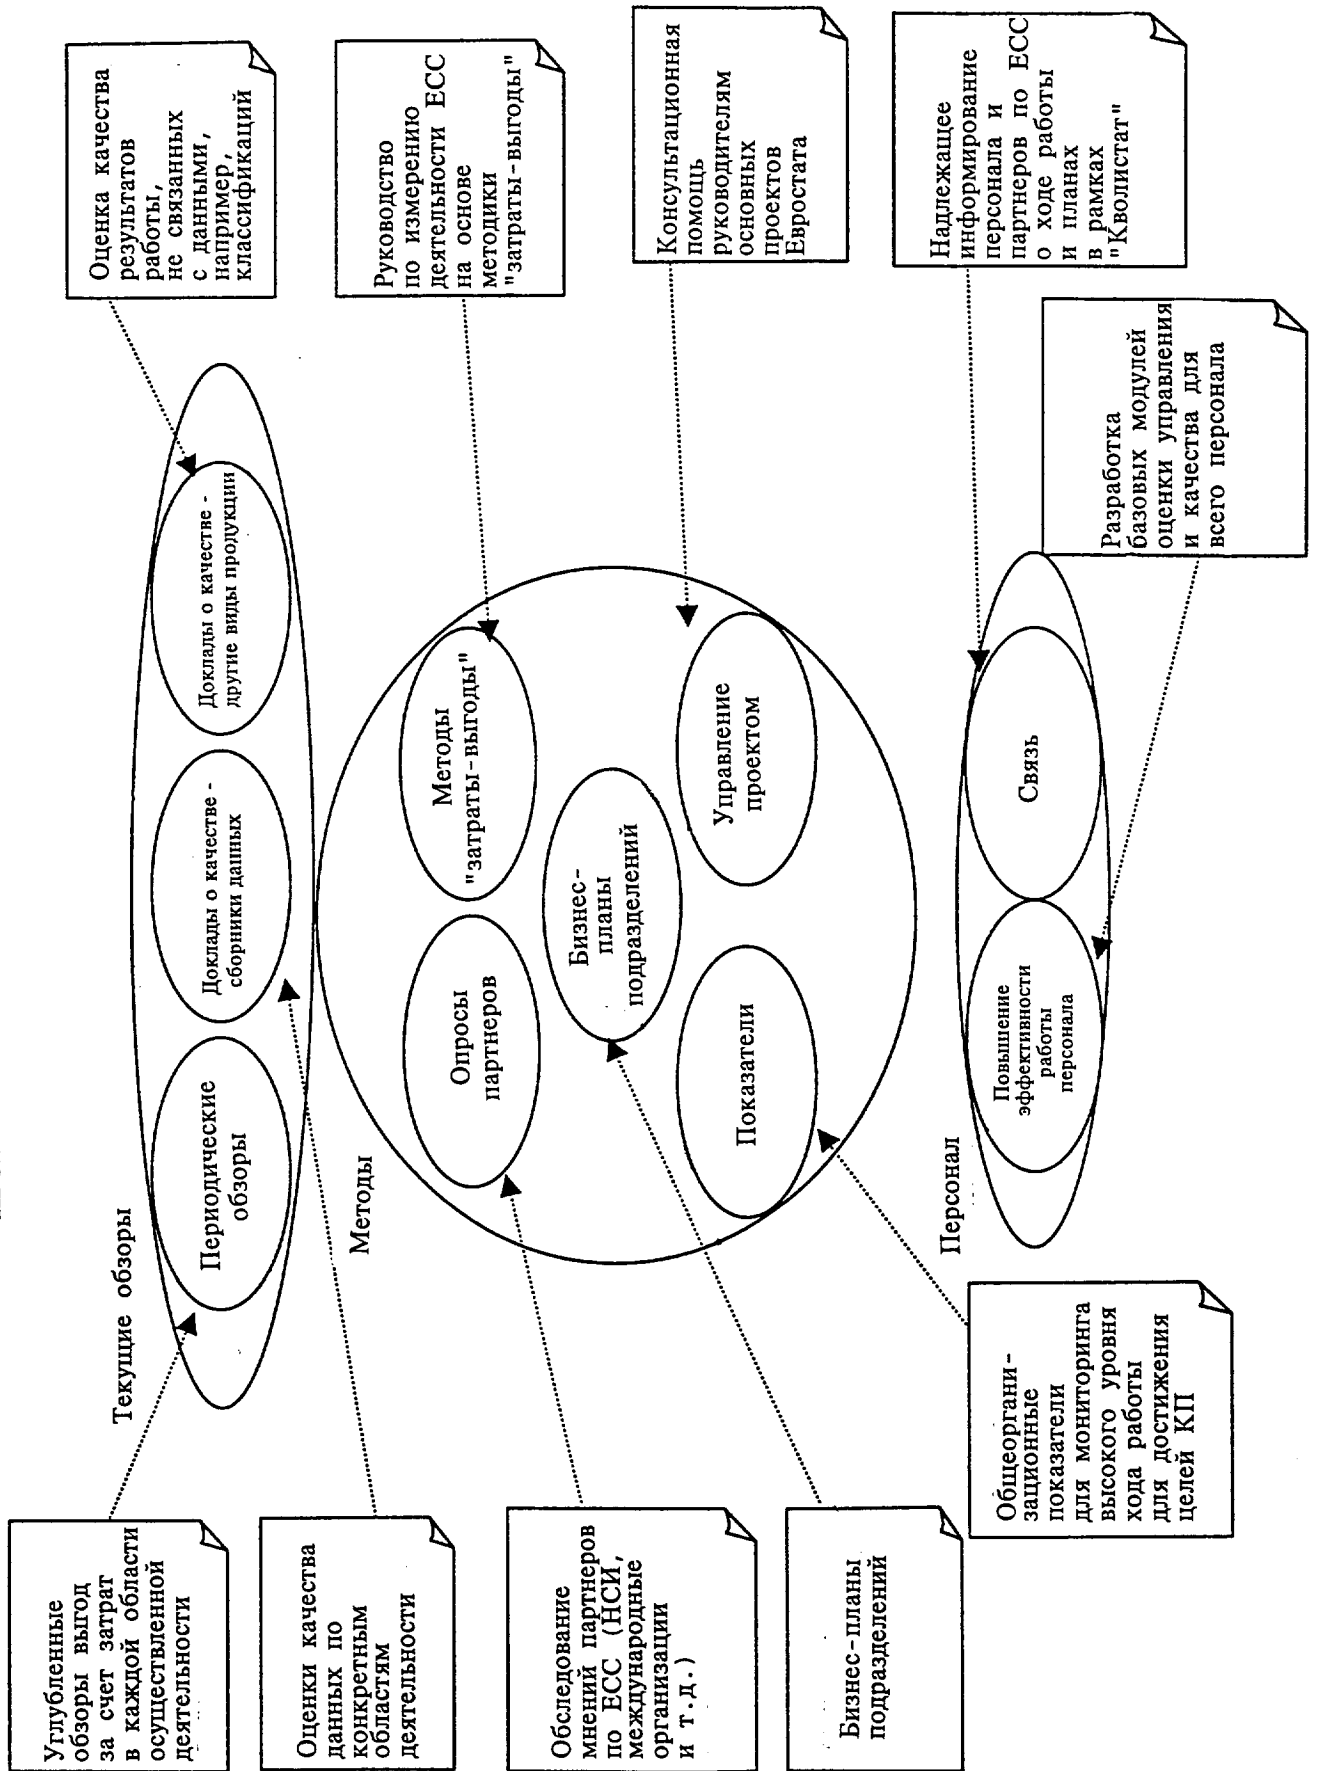 Углубленные
обзоры выгод
за счет затрат
в каждой области
осуществленной
деятельности
Текущие обзоры
Периодические
обзоры
Доклады о качестве -
сборники данных
Доклады о качестве -
другие виды продукции
Оценка качества
результатов
работы,
не связанных
с данными,
например,
классификаций
Оценки качества
данных по
конкретным
областям
деятельности
Методы
Опросы
партнеров
Методы
"затраты-выгоды"
Бизнес-
планы
подразделений
Показатели
Управление
проектом
Руководство
по измерению
деятельности ЕСС
на основе
методики
"затраты-выгоды"
Обследование
мнений партнеров
по ЕСС (НСИ,
международные
организации
и т.д.)
Консультационная
помощь
руководителям
основных
проектов
Евростата
Бизнес-планы
подразделений
Персонал
Повышение
эффективности
работы
персонала
Связь
Надлежащее
информирование
персонала и
партнеров по ЕСС
о ходе работы
и планах
в рамках
"Кволистат"
Общеоргани-
зационные
показатели
для мониторинга
высокого уровня
хода работы
для достижения
целей КП
Разработка
базовых модулей
оценки управления
и качества для
всего персонала